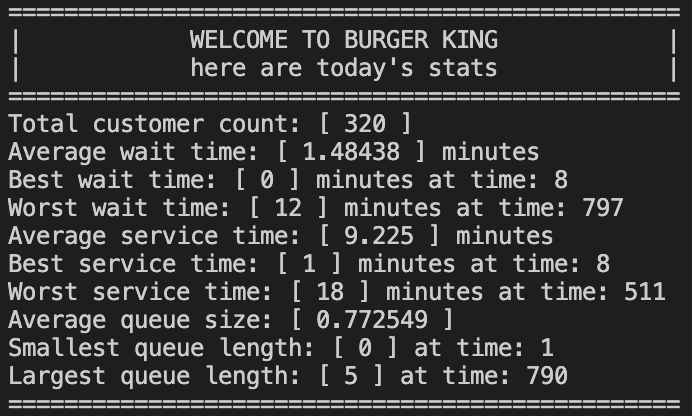 ================================================
|            WELCOME TO BURGER KING            |
|            here are today's stats            |
================================================
Total customer count: [ 320 ]
Average wait time: [ 1.48438 ] minutes
Best wait time: [ 0 ] minutes at time: 8
Worst wait time: [ 12 ] minutes at time: 797
Average service time: [ 9.225 ] minutes
Best service time: [ 1 ] minutes at time: 8
Worst service time: [ 18 ] minutes at time: 511
Average queue size: [ 0.772549 ]
Smallest queue length: [ 0 ] at time: 1
Largest queue length: [ 5 ] at time: 790
================================================